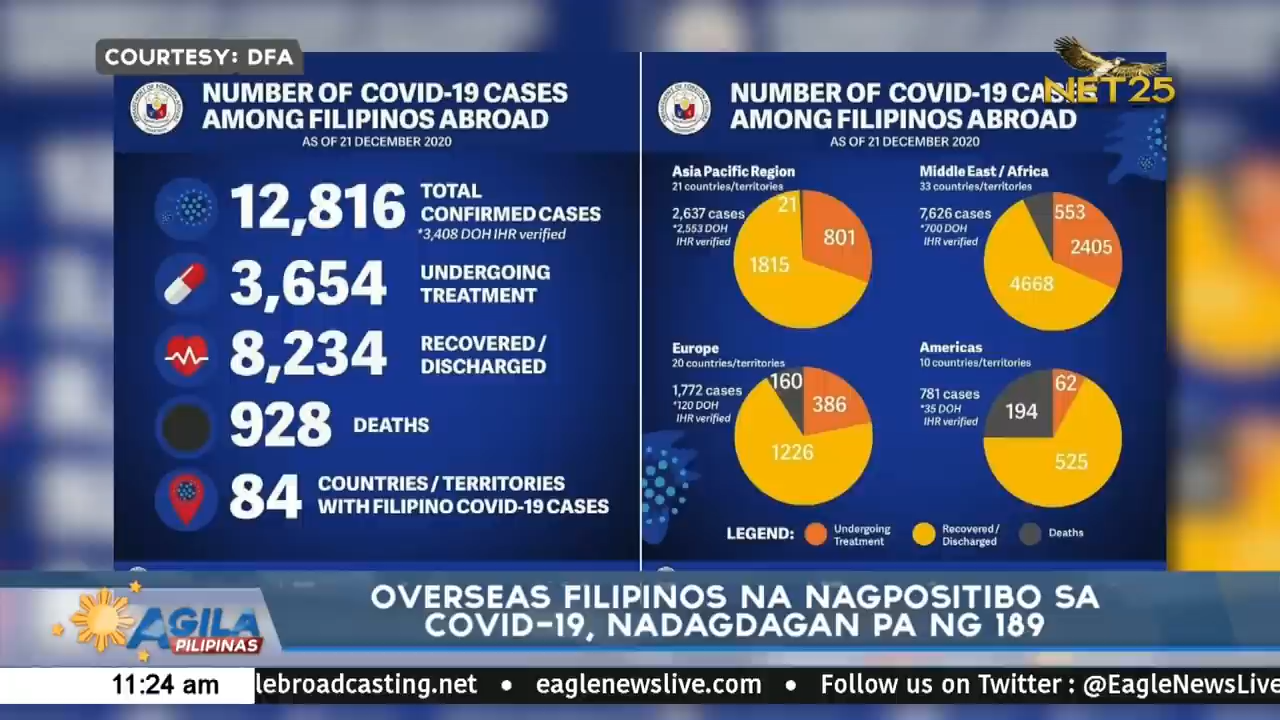 COURTESY: DFA
NET25
NUMBER OF COVID-19 CASES
AMONG FILIPINOS ABROAD
AS OF 21 DECEMBER 2020
12,816
TOTAL
CONFIRMED CASES
*3,408 DOH IHR verified
3,654
UNDERGOING
TREATMENT
8,234
RECOVERED/
DISCHARGED
928
DEATHS
84
COUNTRIES / TERRITORIES
WITH FILIPINO COVID-19 CASES
NUMBER OF COVID-19 CASES
AMONG FILIPINOS ABROAD
AS OF 21 DECEMBER 2020
Asia Pacific Region
21 countries/territories
2,637 cases
*2,553 DOH
IHR verified
21
801
1815
Middle East / Africa
33 countries/territories
7,626 cases
*700 DOH
IHR verified
553
2405
4668
Europe
20 countries/territories
1,772 cases
*120 DOH
IHR verified
160
386
1226
Americas
10 countries/territories
781 cases
*35 DOH
IHR verified
62
194
525
LEGEND:
Undergoing
Treatment
Recovered/
Discharged
Deaths
AGILA
PILIPINAS
OVERSEAS FILIPINOS NA NAGPOSITIBO SA
COVID-19, NADAGDAGAN PA NG 189
11:24 am
lebroadcasting.net • eaglenewslive.com • Follow us on Twitter : @EagleNewsLive